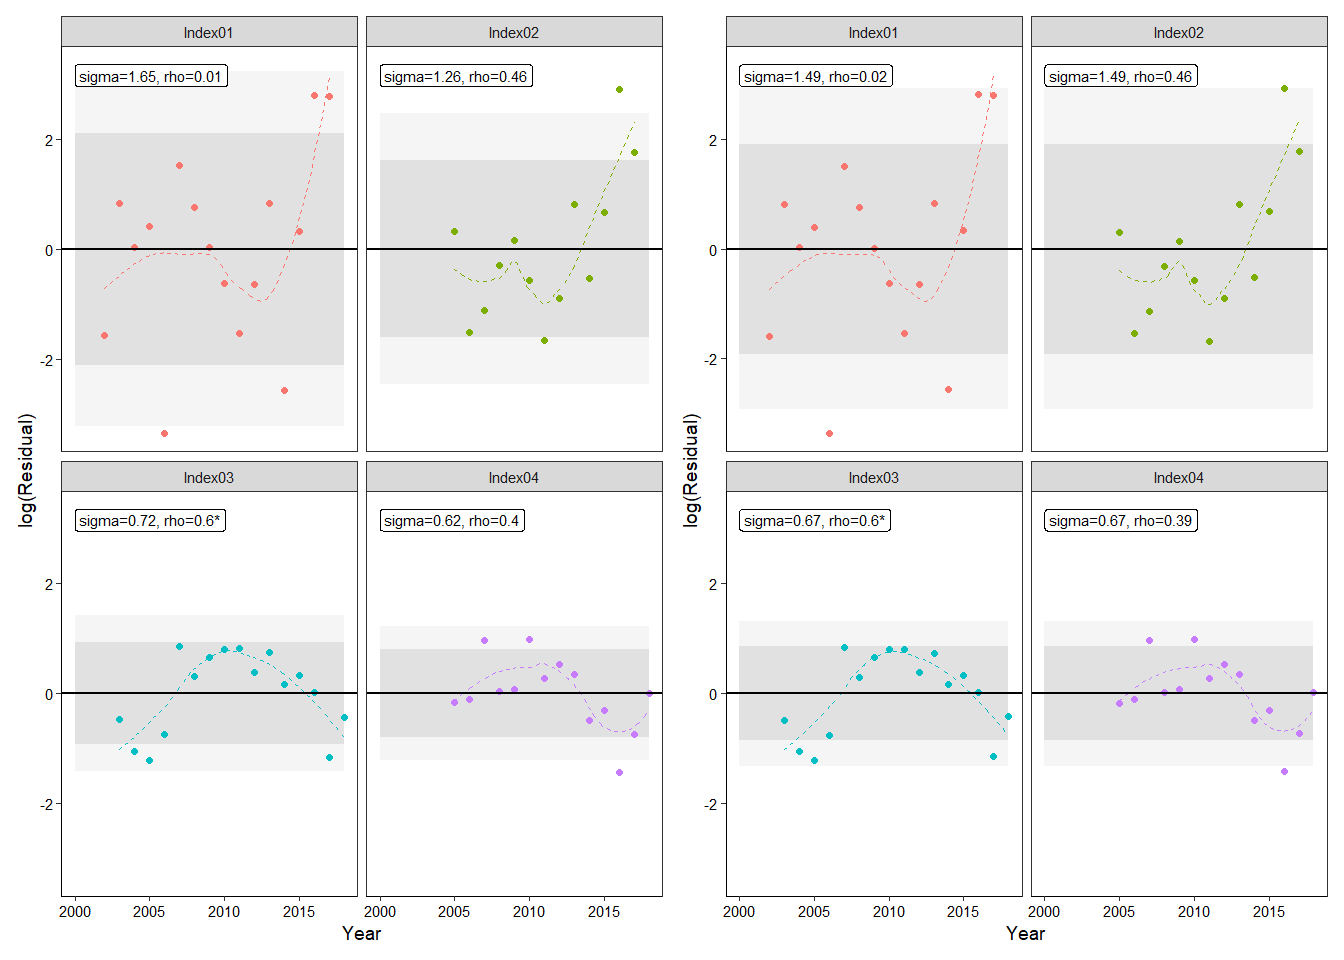 Index01
Index02
Index01
Index02
sigma=1.65, rho=0.01
sigma=1.26, rho=0.46
sigma=1.49, rho=0.02
sigma=1.49, rho=0.46
2
0
-2
2
0
-2
log(Residual)
log(Residual)
Index03
Index04
Index03
Index04
sigma=0.72, rho=0.6*
sigma=0.62, rho=0.4
sigma=0.67, rho=0.6*
sigma=0.67, rho=0.39
2
0
-2
2
0
-2
2000 2005 2010 2015
2000 2005 2010 2015
2000 2005 2010 2015
2000 2005 2010 2015
Year
Year